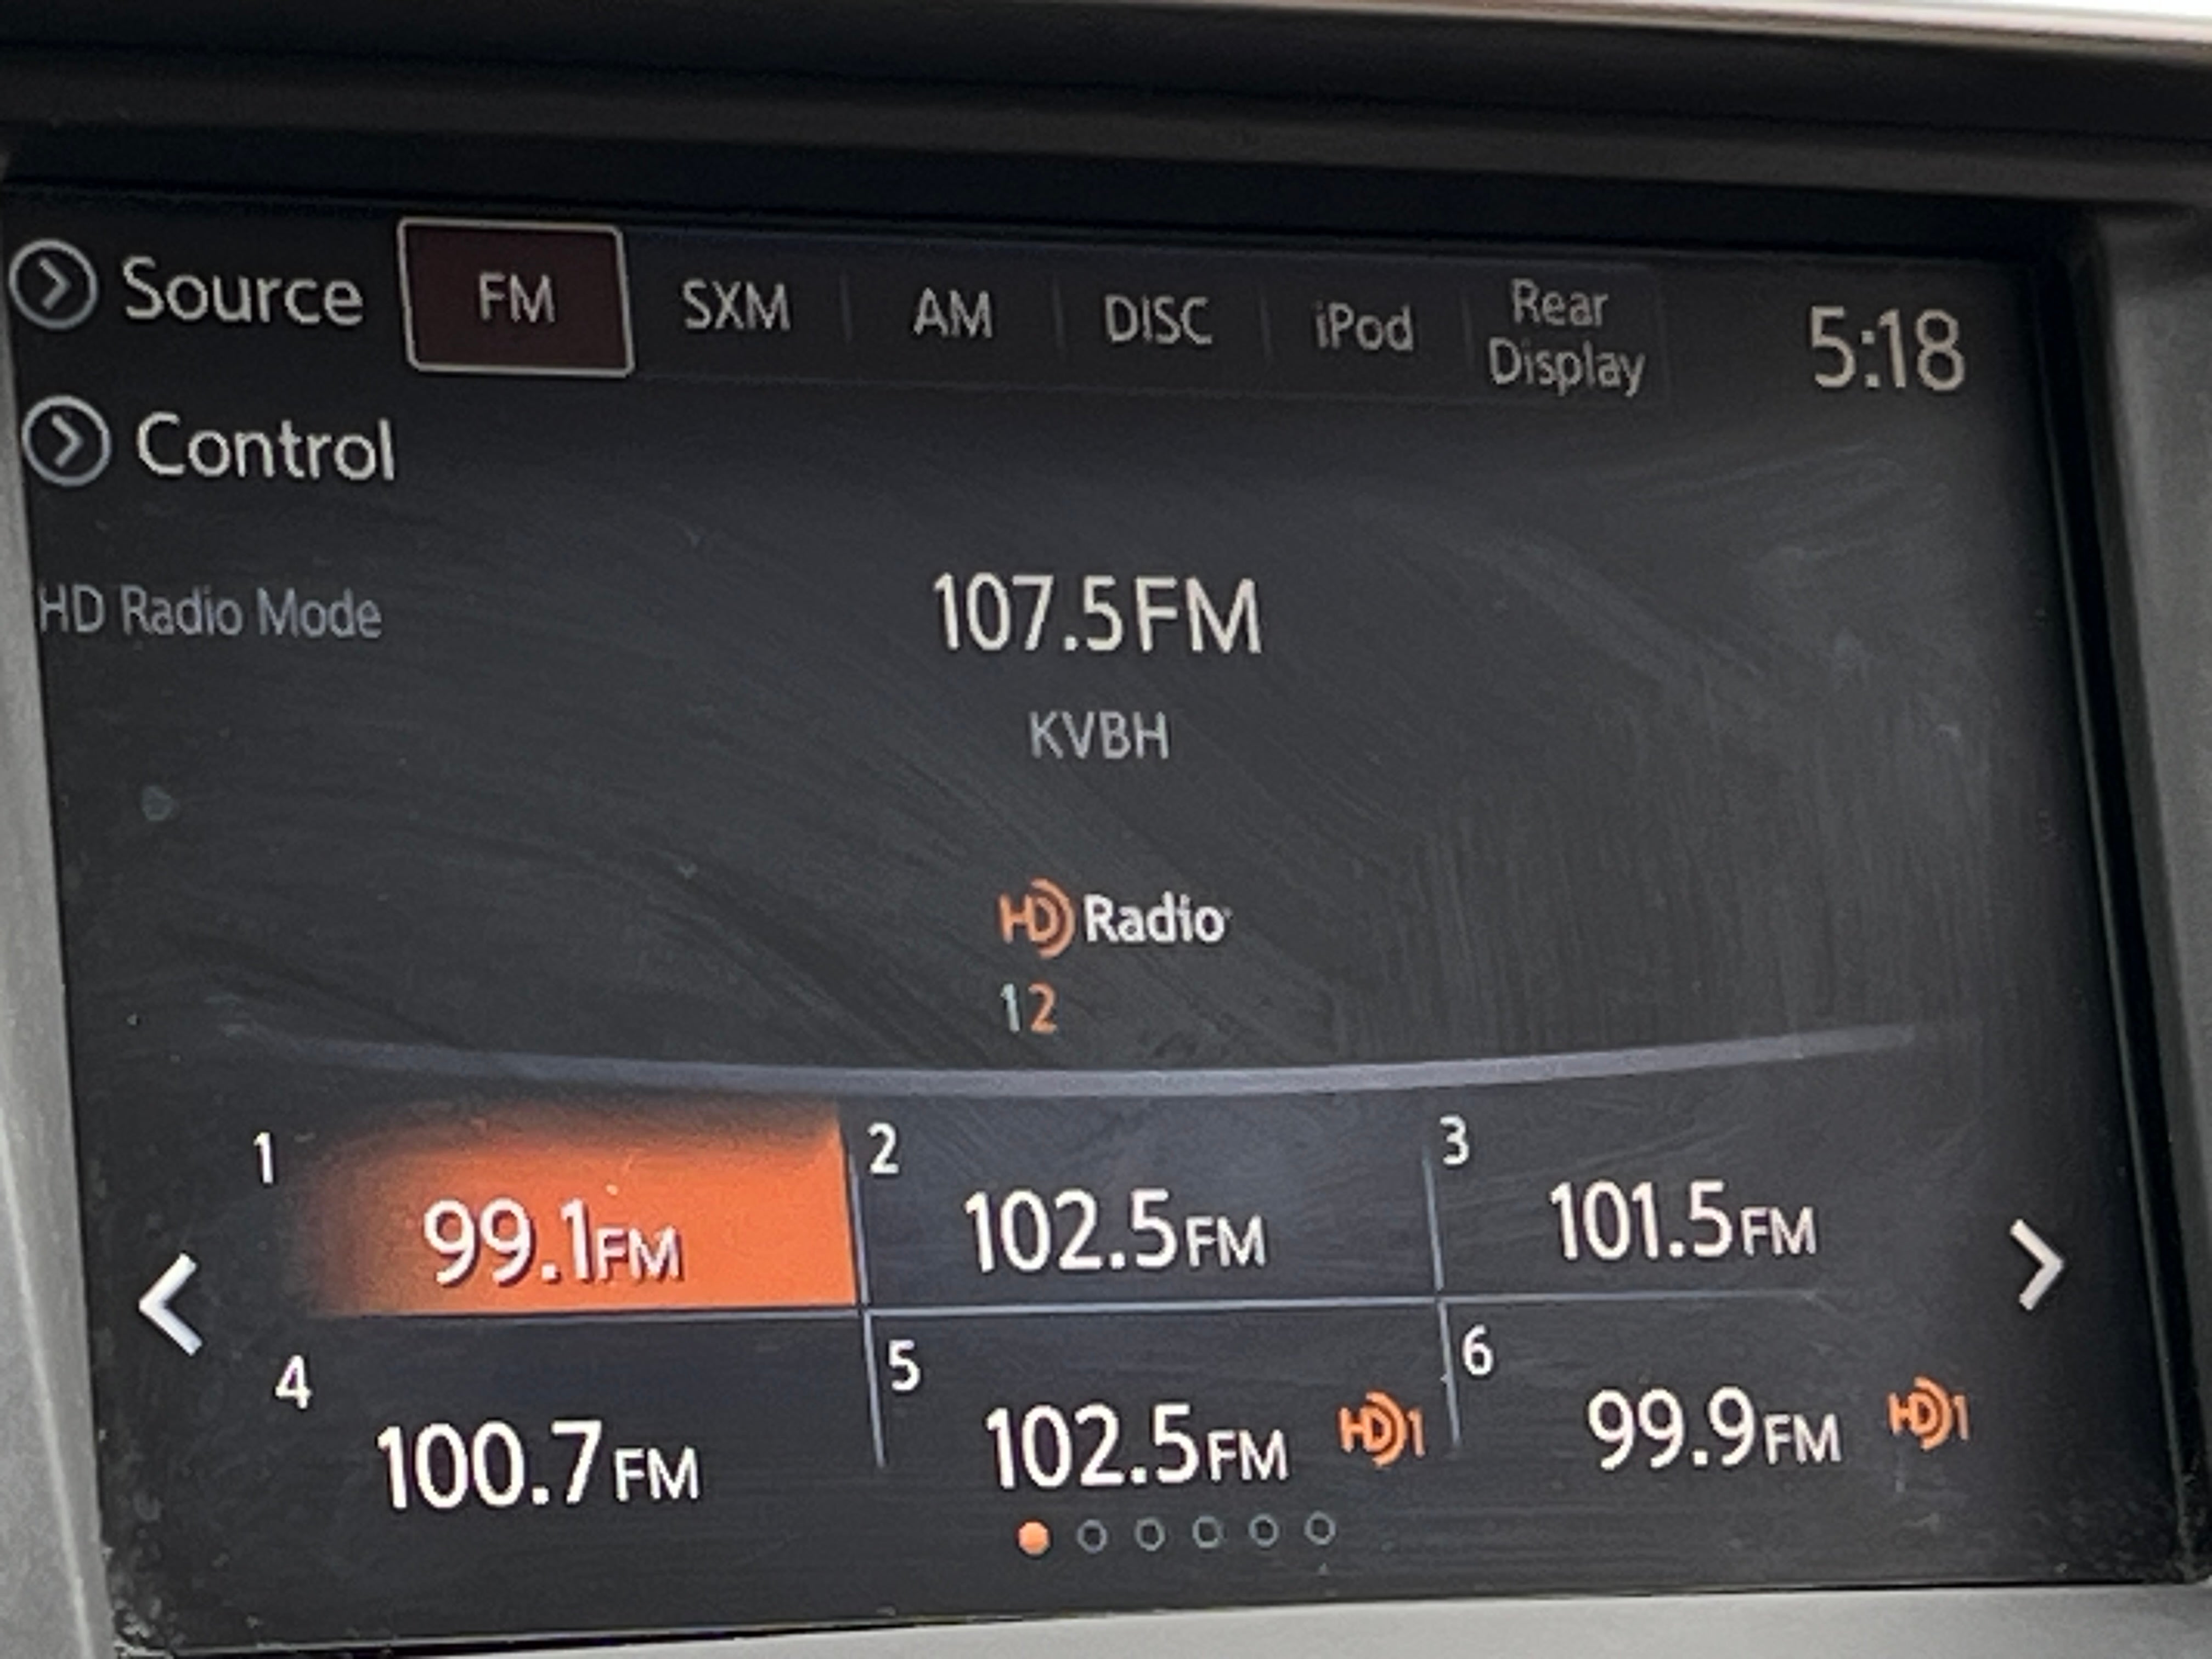 Source FM SXM AM DISC iPod Rear Display 5:18
Control
HD Radio Mode
107.5FM
KVBH
HD Radio
1 2
1 99.1FM 2 102.5FM 3 101.5FM
4 100.7FM 5 102.5FM HD1 6 99.9FM HD1